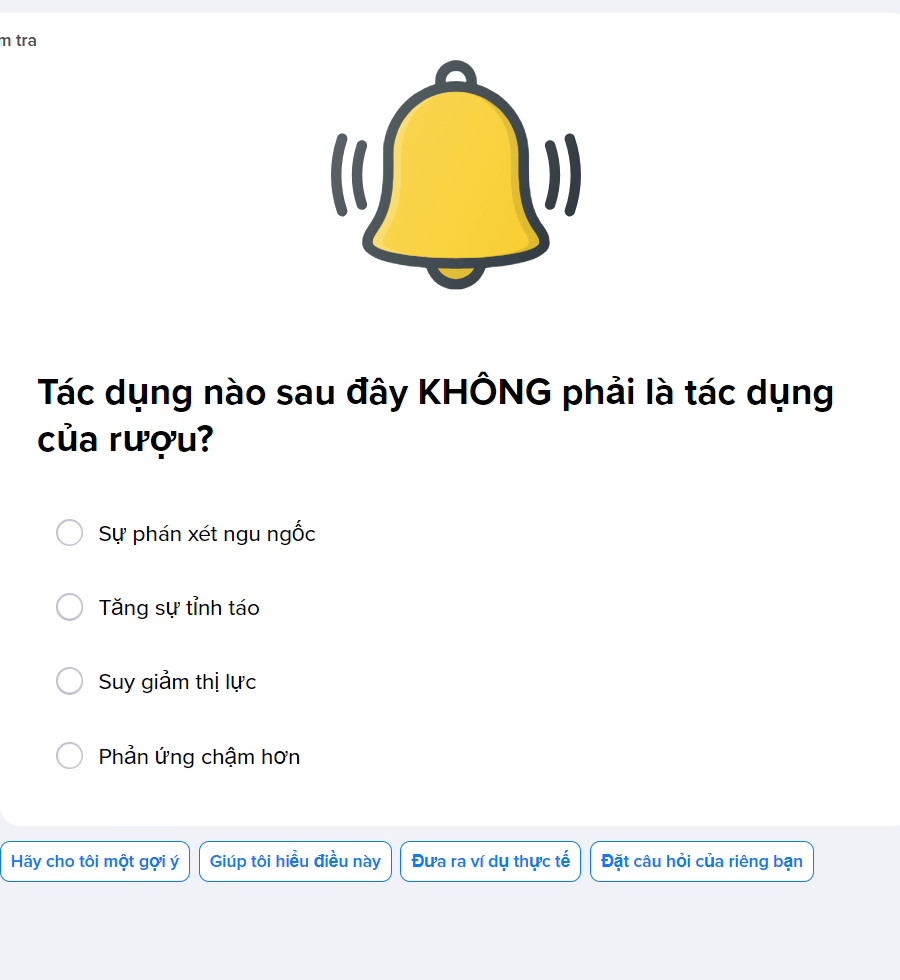 m tra
Tác dụng nào sau đây KHÔNG phải là tác dụng
của rượu?
Sự phán xét ngu ngốc
Tăng sự tỉnh táo
Suy giảm thị lực
Phản ứng chậm hơn
Hãy cho tôi một gợi ý
Giúp tôi hiểu điều này
Đưa ra ví dụ thực tế
Đặt câu hỏi của riêng bạn